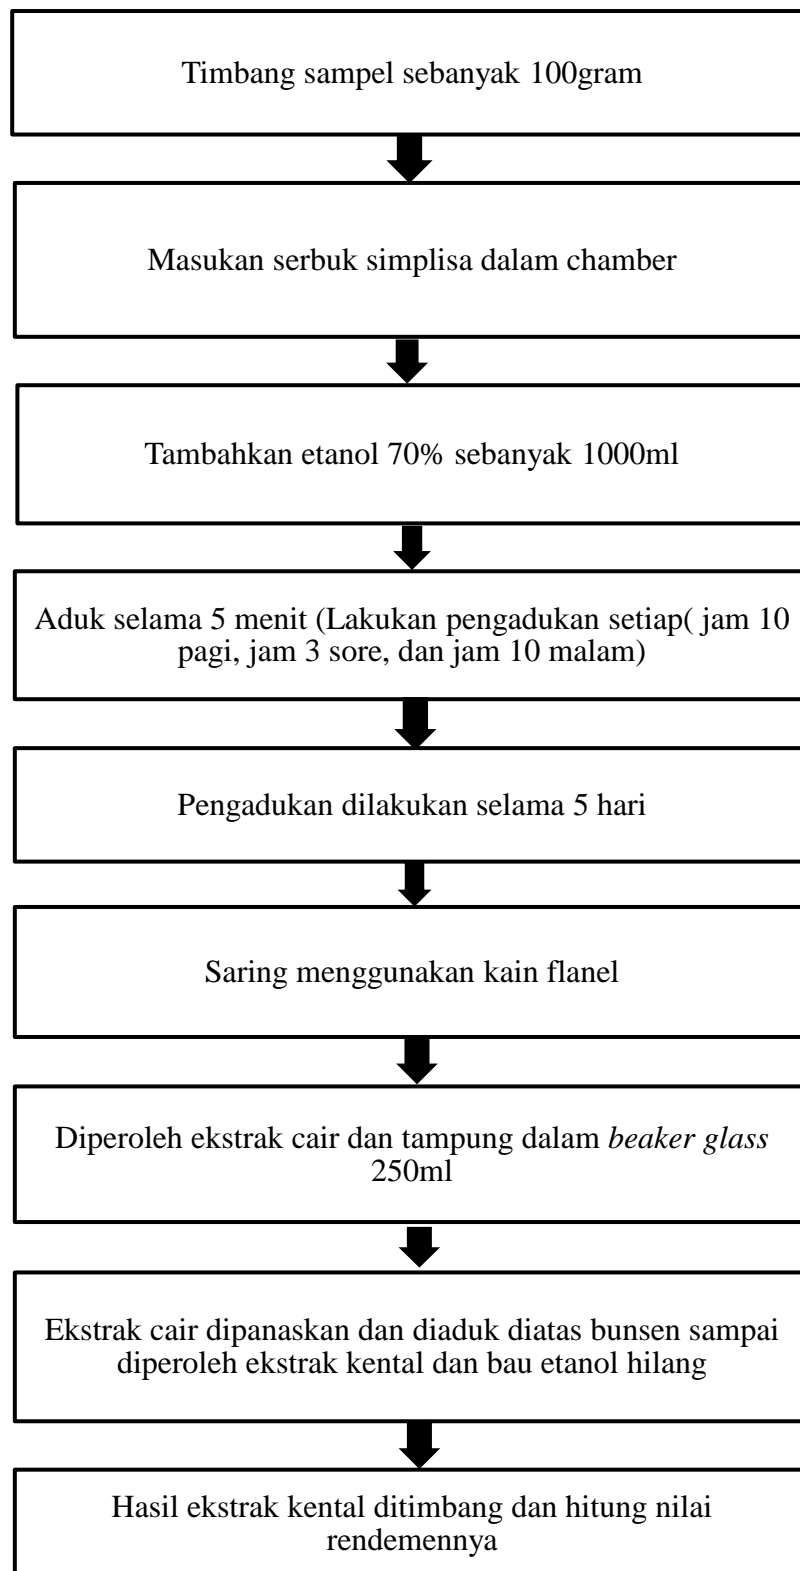 Timbang sampel sebanyak 100gram
Masukan serbuk simplisa dalam chamber
Tambahkan etanol 70% sebanyak 1000ml
Aduk selama 5 menit (Lakukan pengadukan setiap( jam 10
pagi, jam 3 sore, dan jam 10 malam)
Pengadukan dilakukan selama 5 hari
Saring menggunakan kain flanel
Diperoleh ekstrak cair dan tampung dalam beaker glass
250ml
Ekstrak cair dipanaskan dan diaduk diatas bunsen sampai
diperoleh ekstrak kental dan bau etanol hilang
Hasil ekstrak kental ditimbang dan hitung nilai
rendemennya